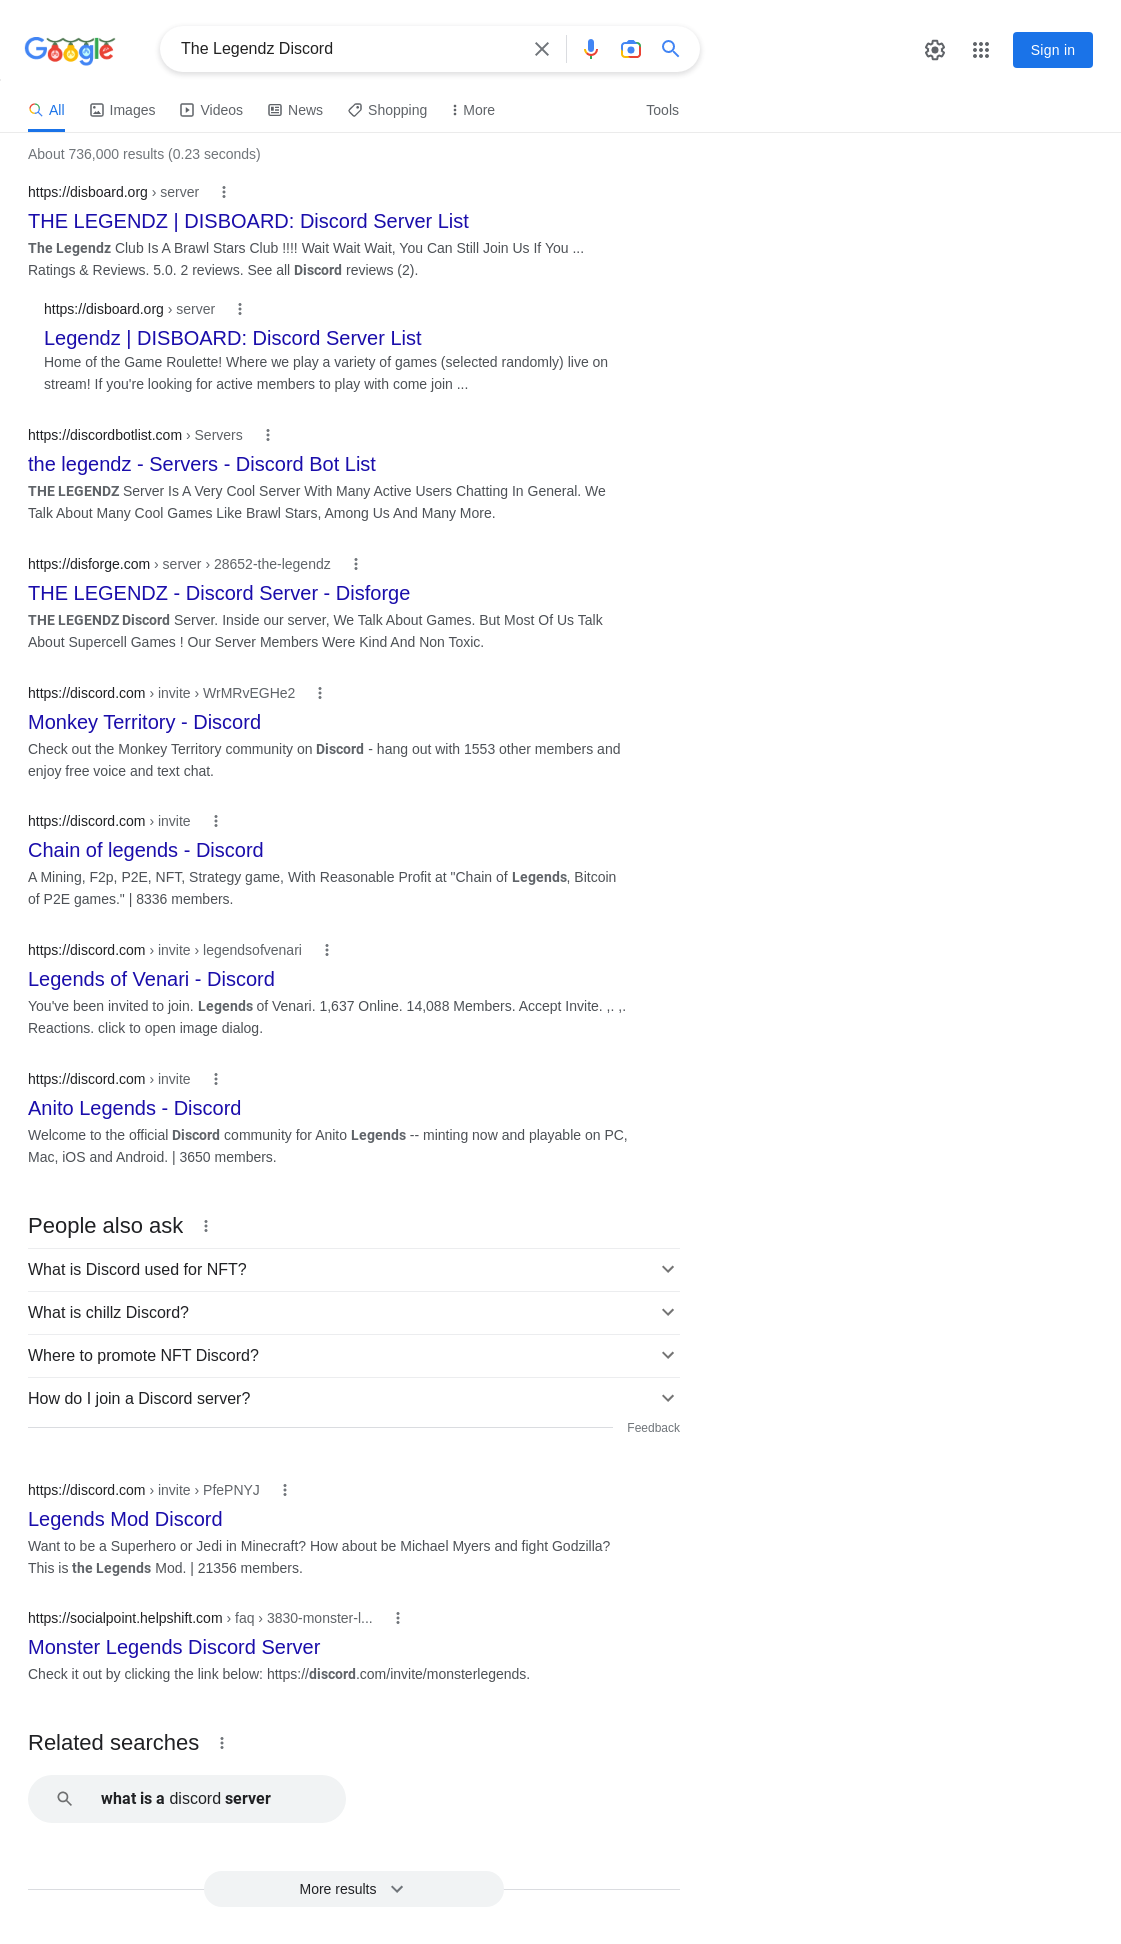 Google
The Legendz Discord
Sign in
All
Images
Videos
News
Shopping
More
Tools
About 736,000 results (0.23 seconds)
https://disboard.org › server
THE LEGENDZ | DISBOARD: Discord Server List
The Legendz Club Is A Brawl Stars Club !!!! Wait Wait Wait, You Can Still Join Us If You ...
Ratings & Reviews. 5.0. 2 reviews. See all Discord reviews (2).
https://disboard.org › server
Legendz | DISBOARD: Discord Server List
Home of the Game Roulette! Where we play a variety of games (selected randomly) live on
stream! If you're looking for active members to play with come join ...
https://discordbotlist.com › Servers
the legendz - Servers - Discord Bot List
THE LEGENDZ Server Is A Very Cool Server With Many Active Users Chatting In General. We
Talk About Many Cool Games Like Brawl Stars, Among Us And Many More.
https://disforge.com › server › 28652-the-legendz
THE LEGENDZ - Discord Server - Disforge
THE LEGENDZ Discord Server. Inside our server, We Talk About Games. But Most Of Us Talk
About Supercell Games ! Our Server Members Were Kind And Non Toxic.
https://discord.com › invite › WrMRvEGHe2
Monkey Territory - Discord
Check out the Monkey Territory community on Discord - hang out with 1553 other members and
enjoy free voice and text chat.
https://discord.com › invite
Chain of legends - Discord
A Mining, F2p, P2E, NFT, Strategy game, With Reasonable Profit at "Chain of Legends, Bitcoin
of P2E games." | 8336 members.
https://discord.com › invite › legendsofvenari
Legends of Venari - Discord
You've been invited to join. Legends of Venari. 1,637 Online. 14,088 Members. Accept Invite. ,. ,.
Reactions. click to open image dialog.
https://discord.com › invite
Anito Legends - Discord
Welcome to the official Discord community for Anito Legends -- minting now and playable on PC,
Mac, iOS and Android. | 3650 members.
People also ask
What is Discord used for NFT?
What is chillz Discord?
Where to promote NFT Discord?
How do I join a Discord server?
Feedback
https://discord.com › invite › PfePNYJ
Legends Mod Discord
Want to be a Superhero or Jedi in Minecraft? How about be Michael Myers and fight Godzilla?
This is the Legends Mod. | 21356 members.
https://socialpoint.helpshift.com › faq › 3830-monster-l...
Monster Legends Discord Server
Check it out by clicking the link below: https://discord.com/invite/monsterlegends.
Related searches
what is a discord server
More results